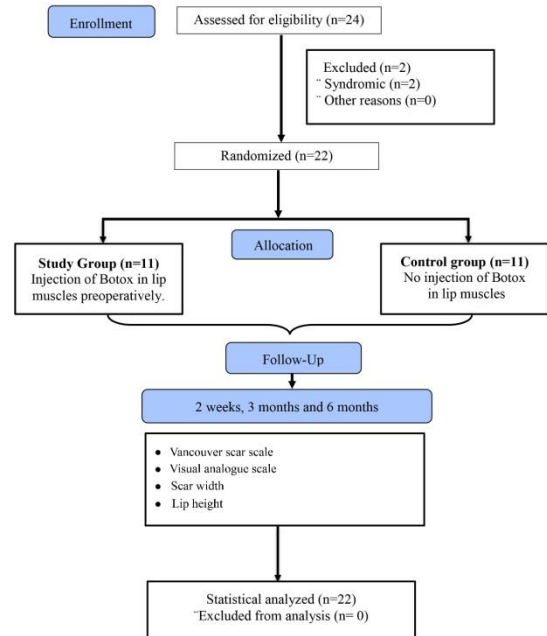 Enrollment
Assessed for eligibility (n=24)
Excluded (n=2)
¨ Syndromic (n=2)
¨ Other reasons (n=0)
Randomized (n=22)
Allocation
Study Group (n=11)
Injection of Botox in lip
muscles preoperatively.
Control group (n=11)
No injection of Botox
in lip muscles
Follow-Up
2 weeks, 3 months and 6 months
● Vancouver scar scale
● Visual analogue scale
● Scar width
● Lip height
Statistical analyzed (n=22)
¨Excluded from analysis (n= 0)